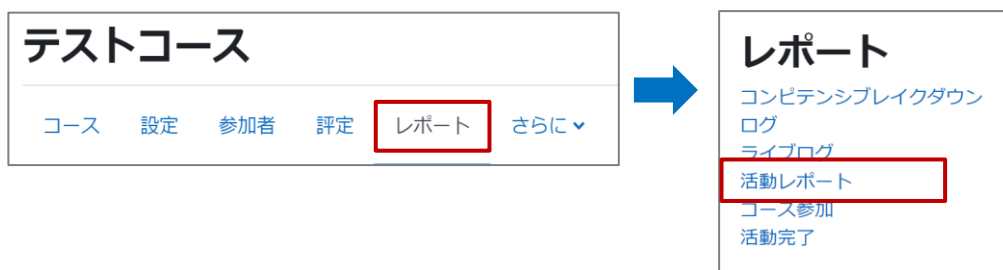 テストコース
コース 設定 参加者 評定 レポート さらに
レポート
コンピテンシブレイクダウン
ログ
ライブログ
活動レポート
コース参加
活動完了